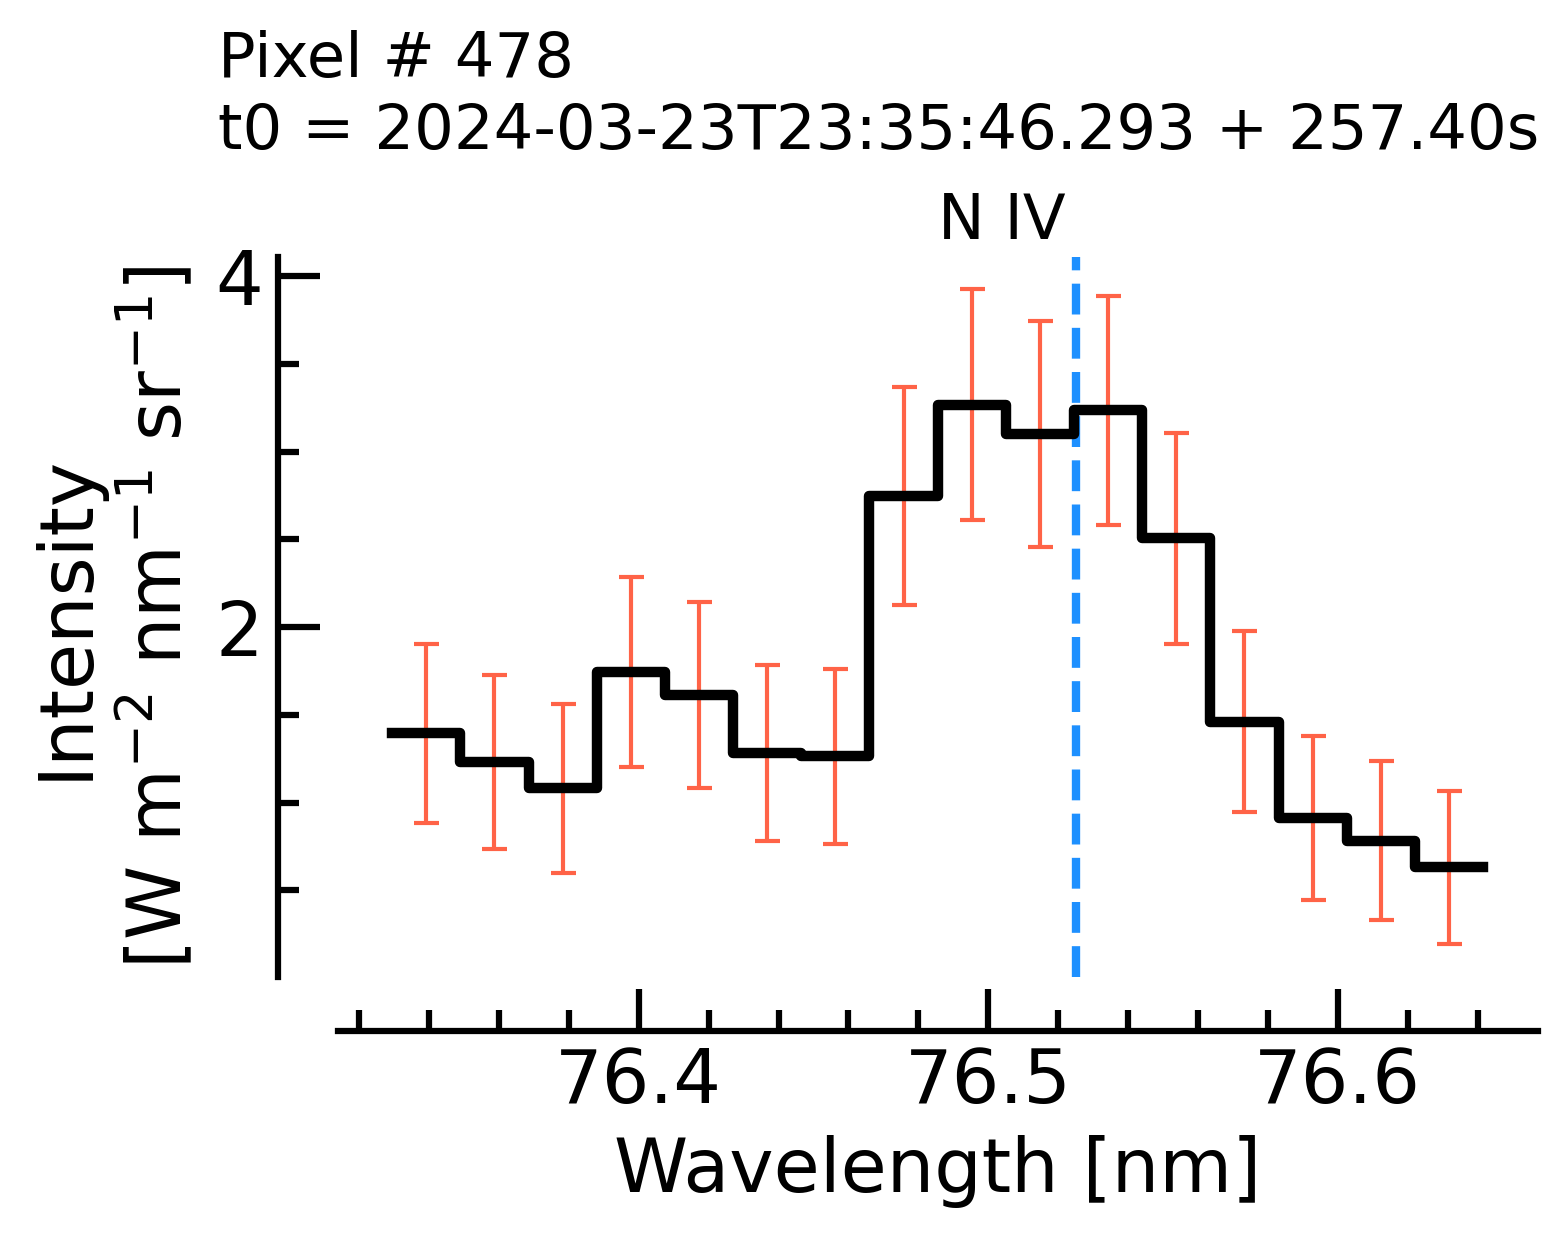 Pixel # 478
t0 = 2024-03-23T23:35:46.293 + 257.40s
N IV
4
2
Intensity
[W m⁻² nm⁻¹ sr⁻¹]
76.4 76.5 76.6
Wavelength [nm]